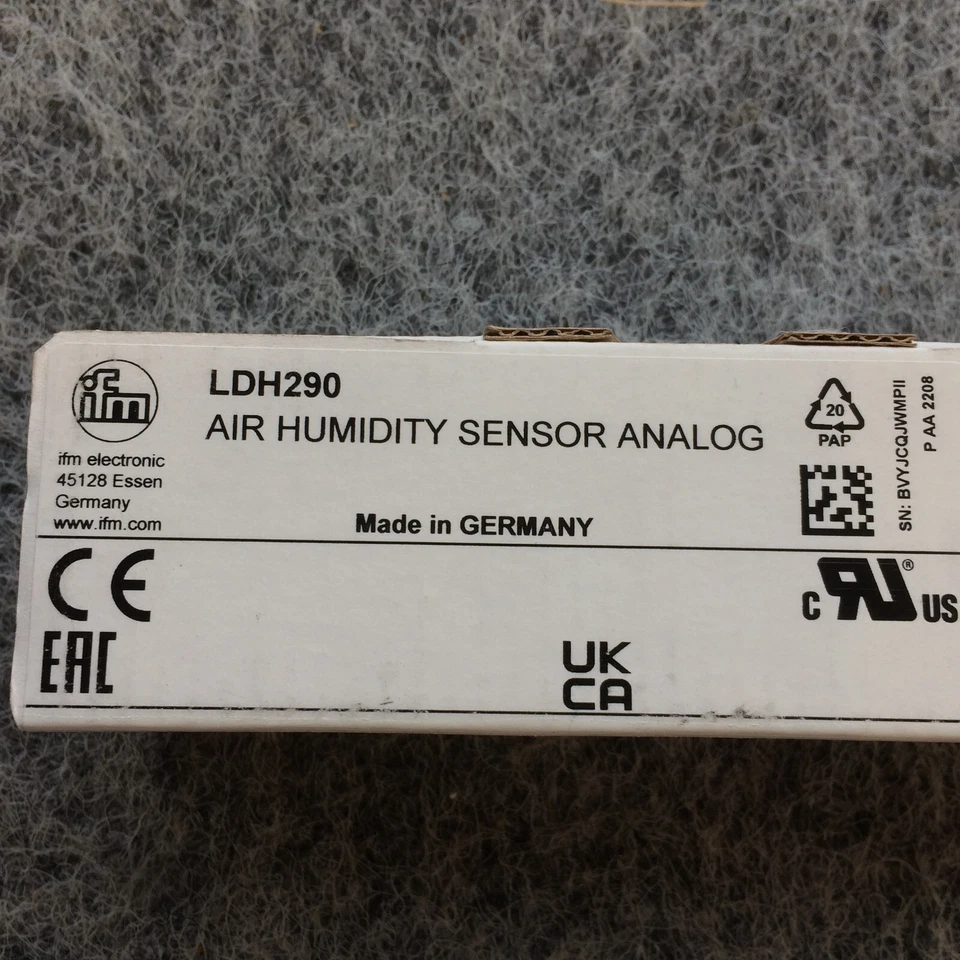 ifm
LDH290
AIR HUMIDITY SENSOR ANALOG
ifm electronic
45128 Essen
Germany
www.ifm.com
Made in GERMANY
20
PAP
SN: BVYJCQJWMPII
P AA 2208
CE
EAC
UK
CA
C RU® US